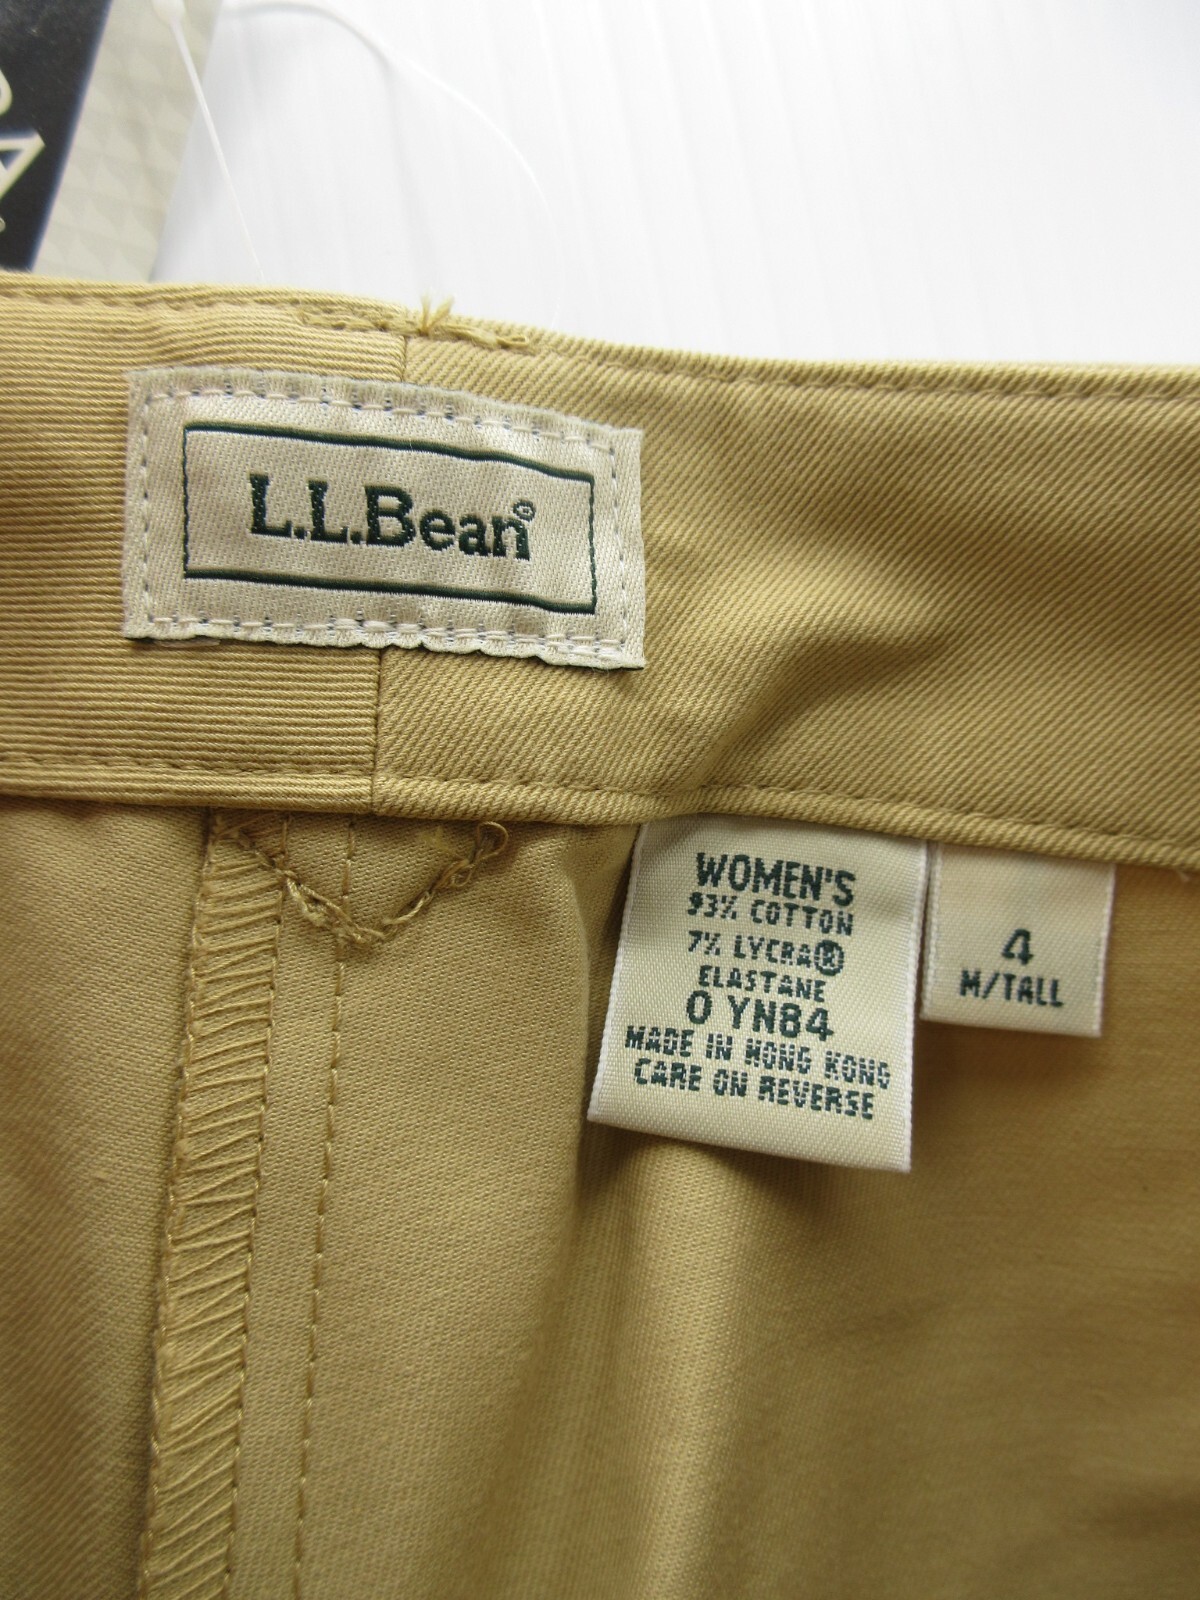 L.L.Bean®
WOMEN'S
93% COTTON
7% LYCRA®
ELASTANE
0 YN84
MADE IN HONG KONG
CARE ON REVERSE
4
M/TALL